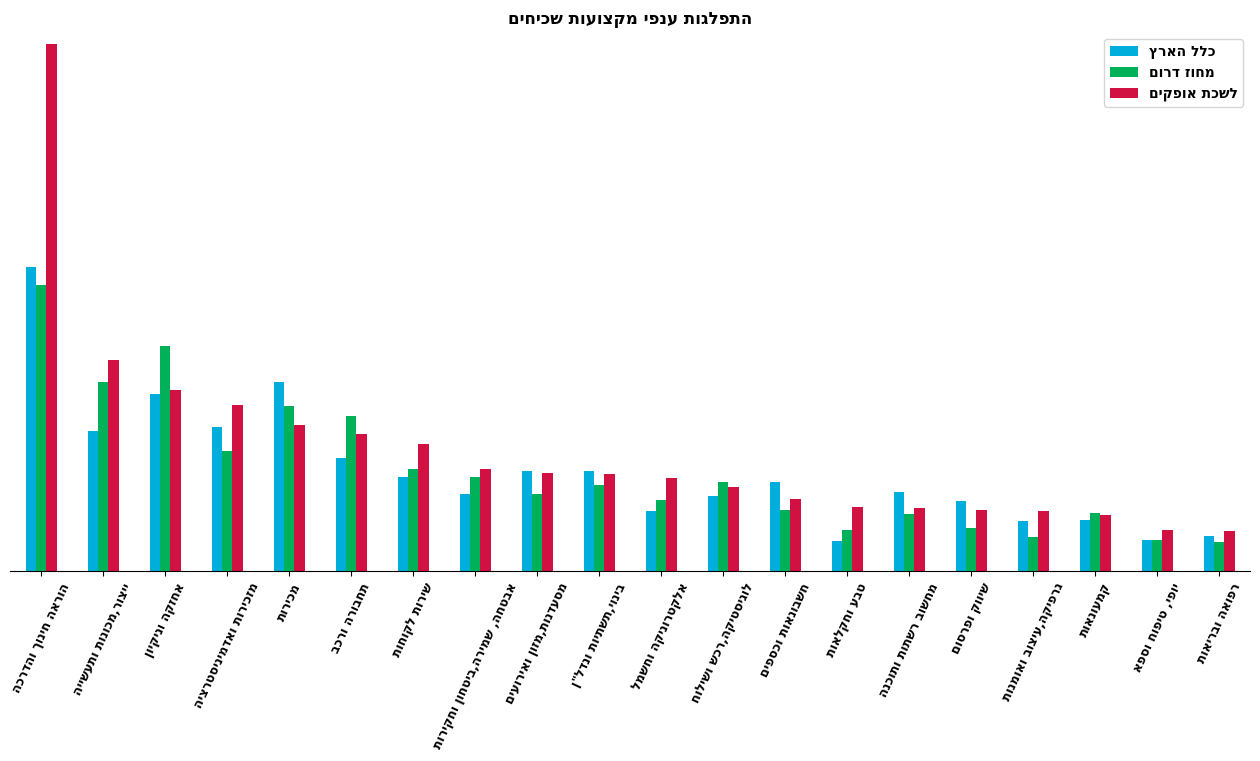 התפלגות ענפי מקצועות שכיחים
כלל הארץ
מחוז דרום
לשכת אופקים
הוראה חינוך והדרכה
ייצור,מכונות ותעשייה
אחזקה וניקיון
מזכירות ואדמיניסטרציה
מכירות
תחבורה ורכב
שירות לקוחות
אבטחה, שמירה,ביטחון וחקירות
מסעדנות,מזון ואירועים
בינוי,תשתיות ונדל"ן
אלקטרוניקה וחשמל
לוגיסטיקה,רכש ושילוח
חשבונאות וכספים
טבע וחקלאות
מחשוב רשתות ותוכנה
שיווק ופרסום
גרפיקה,עיצוב ואומנות
קמעונאות
יופי, טיפוח וספא
רפואה ובריאות